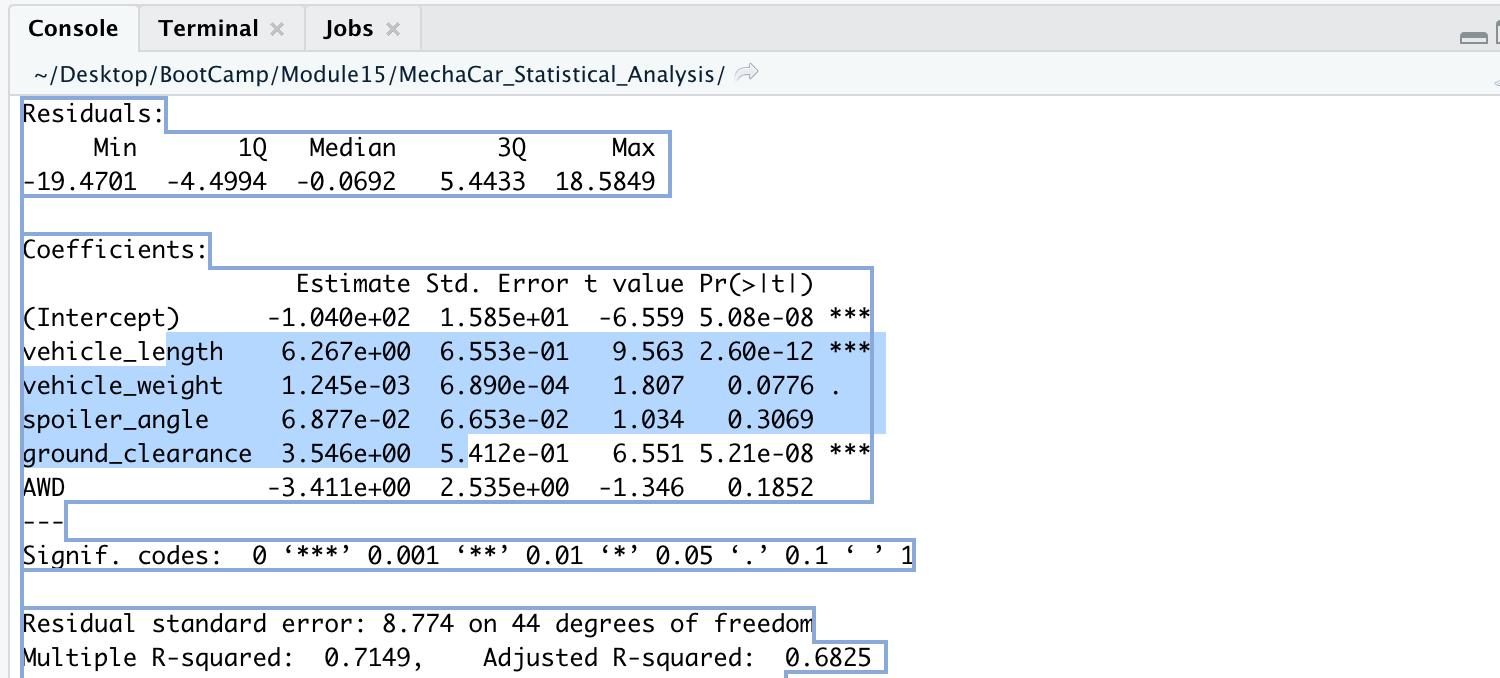 Console Terminal Jobs
~/Desktop/BootCamp/Module15/MechaCar_Statistical_Analysis/
Residuals:
     Min       1Q   Median       3Q      Max
-19.4701  -4.4994  -0.0692   5.4433  18.5849
Coefficients:
                   Estimate Std. Error t value Pr(>|t|)
(Intercept)      -1.040e+02  1.585e+01  -6.559 5.08e-08 ***
vehicle_length    6.267e+00  6.553e-01   9.563 2.60e-12 ***
vehicle_weight    1.245e-03  6.890e-04   1.807   0.0776 .
spoiler_angle     6.877e-02  6.653e-02   1.034   0.3069
ground_clearance  3.546e+00  5.412e-01   6.551 5.21e-08 ***
AWD              -3.411e+00  2.535e+00  -1.346   0.1852
---
Signif. codes:  0 ‘***’ 0.001 ‘**’ 0.01 ‘*’ 0.05 ‘.’ 0.1 ‘ ’ 1
Residual standard error: 8.774 on 44 degrees of freedom
Multiple R-squared:  0.7149,    Adjusted R-squared:  0.6825